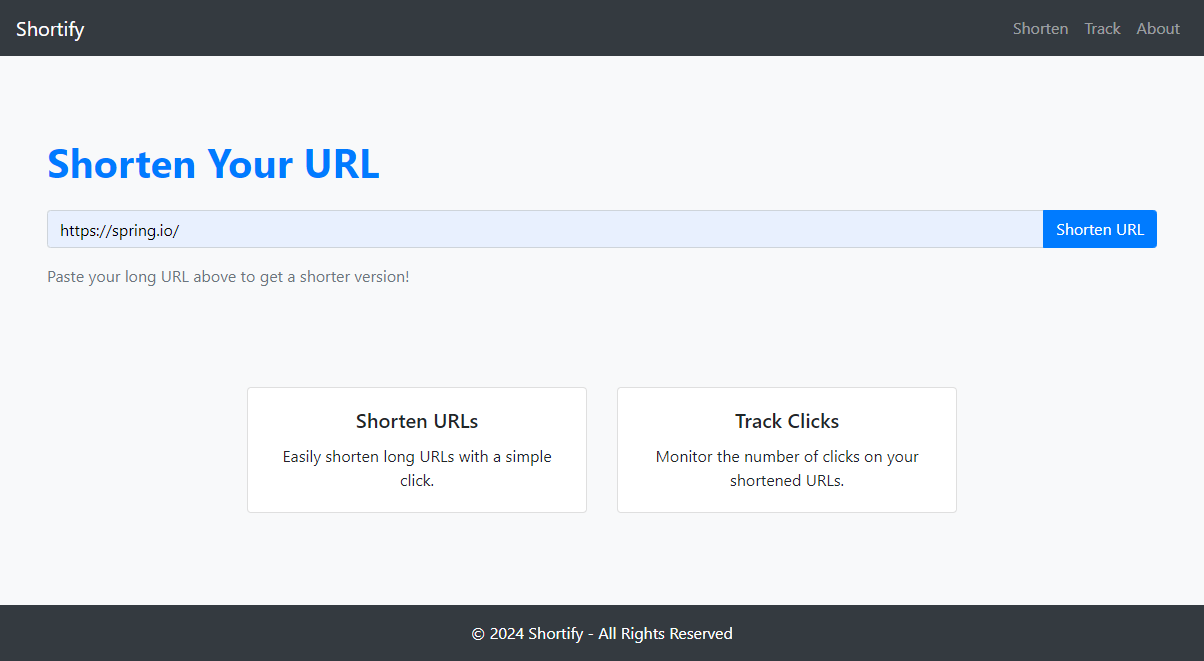 Shortify
Shorten Track About
Shorten Your URL
https://spring.io/ Shorten URL
Paste your long URL above to get a shorter version!
Shorten URLs
Easily shorten long URLs with a simple
click.
Track Clicks
Monitor the number of clicks on your
shortened URLs.
© 2024 Shortify - All Rights Reserved